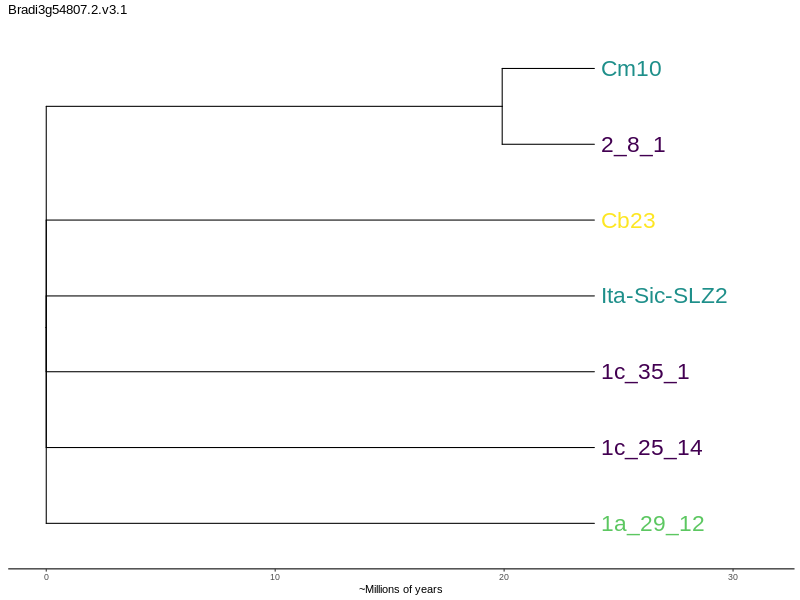 Bradi3g54807.2.v3.1
Cm10
2_8_1
Cb23
Ita-Sic-SLZ2
1c_35_1
1c_25_14
1a_29_12
0 10 20 30
~Millions of years